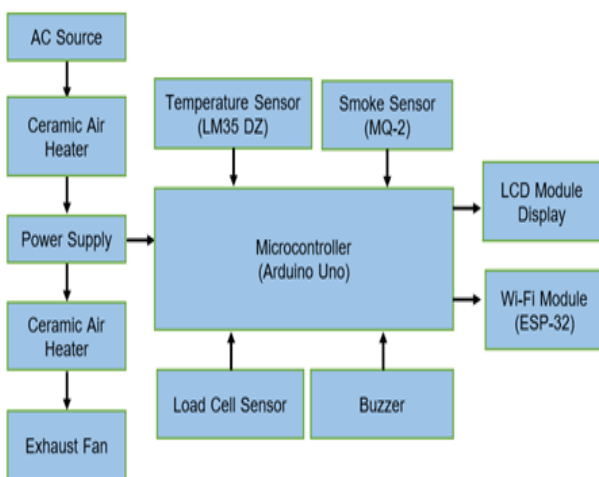 AC Source
Ceramic Air
Heater
Power Supply
Ceramic Air
Heater
Exhaust Fan
Temperature Sensor
(LM35 DZ)
Smoke Sensor
(MQ-2)
Microcontroller
(Arduino Uno)
Load Cell Sensor
Buzzer
LCD Module
Display
Wi-Fi Module
(ESP-32)